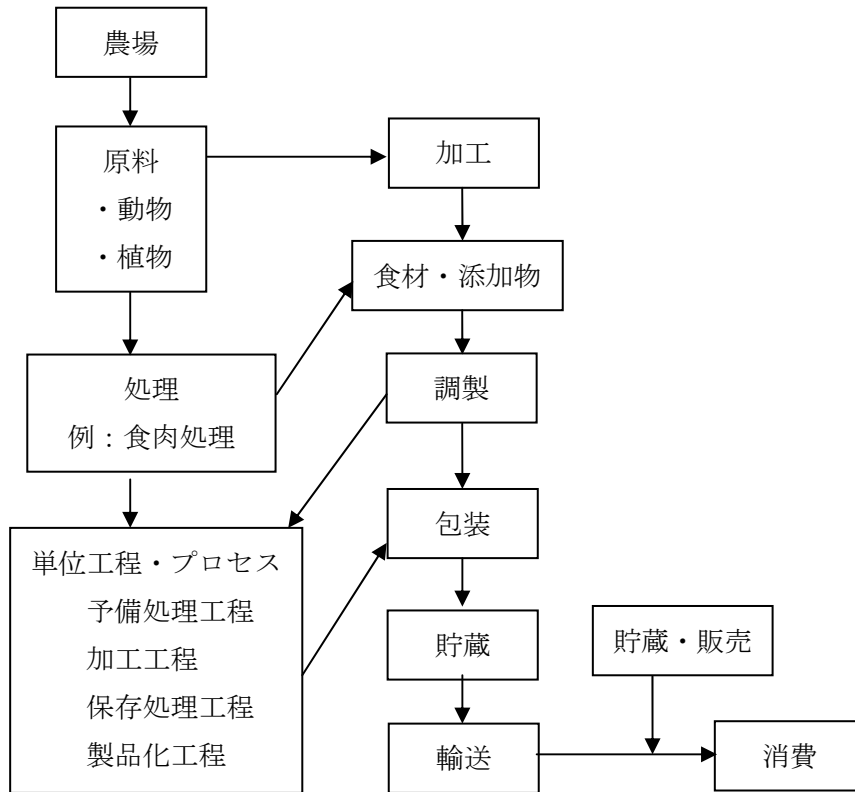 農場
原料
・動物
・植物
加工
食材・添加物
処理
例：食肉処理
調製
単位工程・プロセス
予備処理工程
加工工程
保存処理工程
製品化工程
包装
貯蔵
輸送
貯蔵・販売
消費